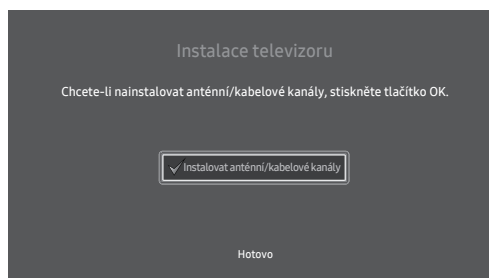 Instalace televizoru
Chcete-li nainstalovat anténní/kabelové kanály, stiskněte tlačítko OK.
Instalovat anténní/kabelové kanály
Hotovo